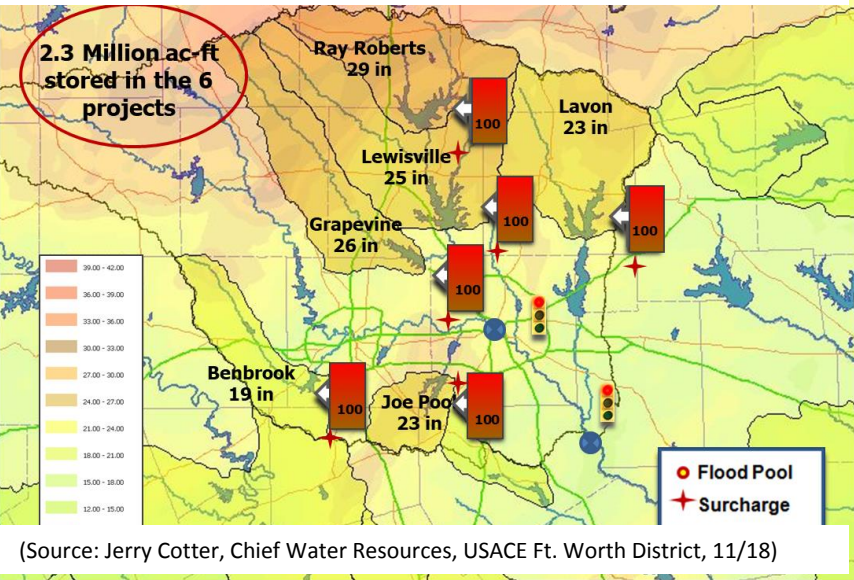 2.3 Million ac-ft
stored in the 6
projects
Ray Roberts
29 in
Lavon
23 in
100
Lewisville
25 in
100
100
Grapevine
26 in
100
39.00 - 42.00
36.00 - 39.00
33.00 - 36.00
30.00 - 33.00
27.00 - 30.00
24.00 - 27.00
21.00 - 24.00
18.00 - 21.00
15.00 - 18.00
12.00 - 15.00
Benbrook
19 in
100
Joe Poo
23 in
100
Flood Pool
Surcharge
(Source: Jerry Cotter, Chief Water Resources, USACE Ft. Worth District, 11/18)